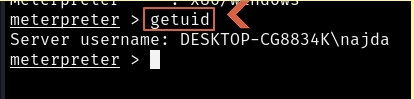 meterpreter > getuid
Server username: DESKTOP-CG8834K\najda
meterpreter >